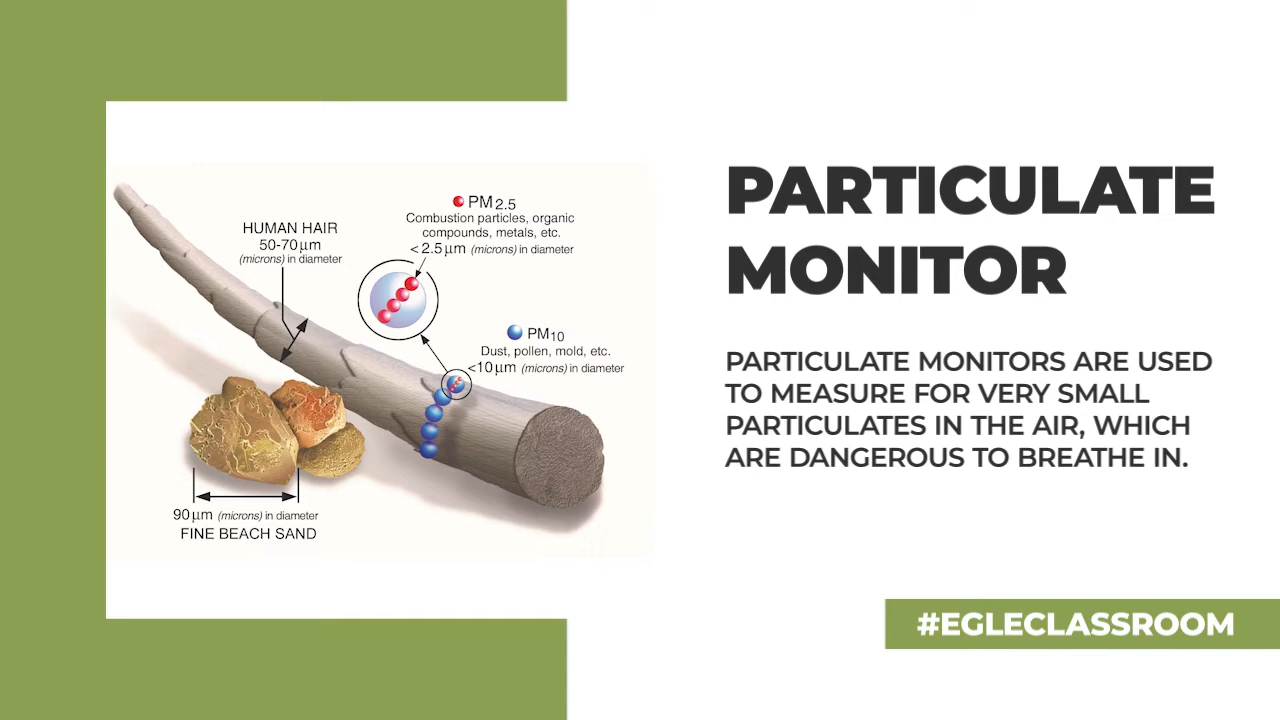 PARTICULATE
MONITOR
PARTICULATE MONITORS ARE USED
TO MEASURE FOR VERY SMALL
PARTICULATES IN THE AIR, WHICH
ARE DANGEROUS TO BREATHE IN.
HUMAN HAIR
50-70μm
(microns) in diameter
PM2.5
Combustion particles, organic
compounds, metals, etc.
< 2.5μm (microns) in diameter
PM10
Dust, pollen, mold, etc.
<10μm (microns) in diameter
90μm (microns) in diameter
FINE BEACH SAND
#EGLECLASSROOM